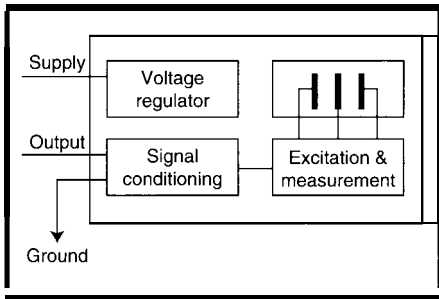 Supply
Voltage
regulator
Output
Signal
conditioning
Excitation &
measurement
Ground